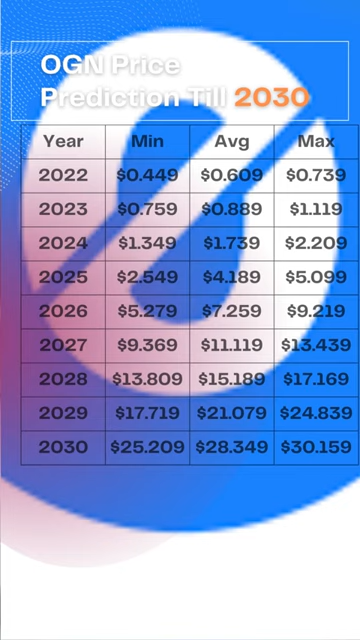 OGN Price
Prediction Till 2030
Year Min Avg Max
2022 $0.449 $0.609 $0.739
2023 $0.759 $0.889 $1.119
2024 $1.349 $1.739 $2.209
2025 $2.549 $4.189 $5.099
2026 $5.279 $7.259 $9.219
2027 $9.369 $11.119 $13.439
2028 $13.809 $15.189 $17.169
2029 $17.719 $21.079 $24.839
2030 $25.209 $28.349 $30.159